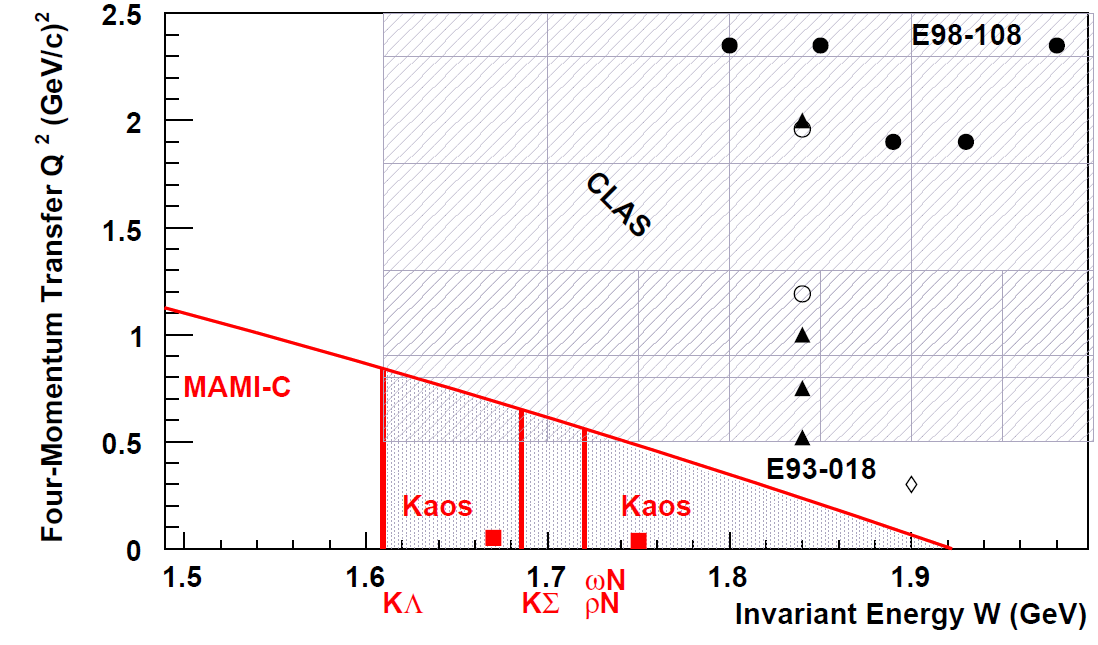 Four-Momentum Transfer Q ² (GeV/c)²
2.5
2
1.5
1
0.5
0
E98-108
CLAS
MAMI-C
E93-018
Kaos
Kaos
1.5
1.6
1.7
1.8
1.9
KΛ
KΣ
ωN
ρN
Invariant Energy W (GeV)